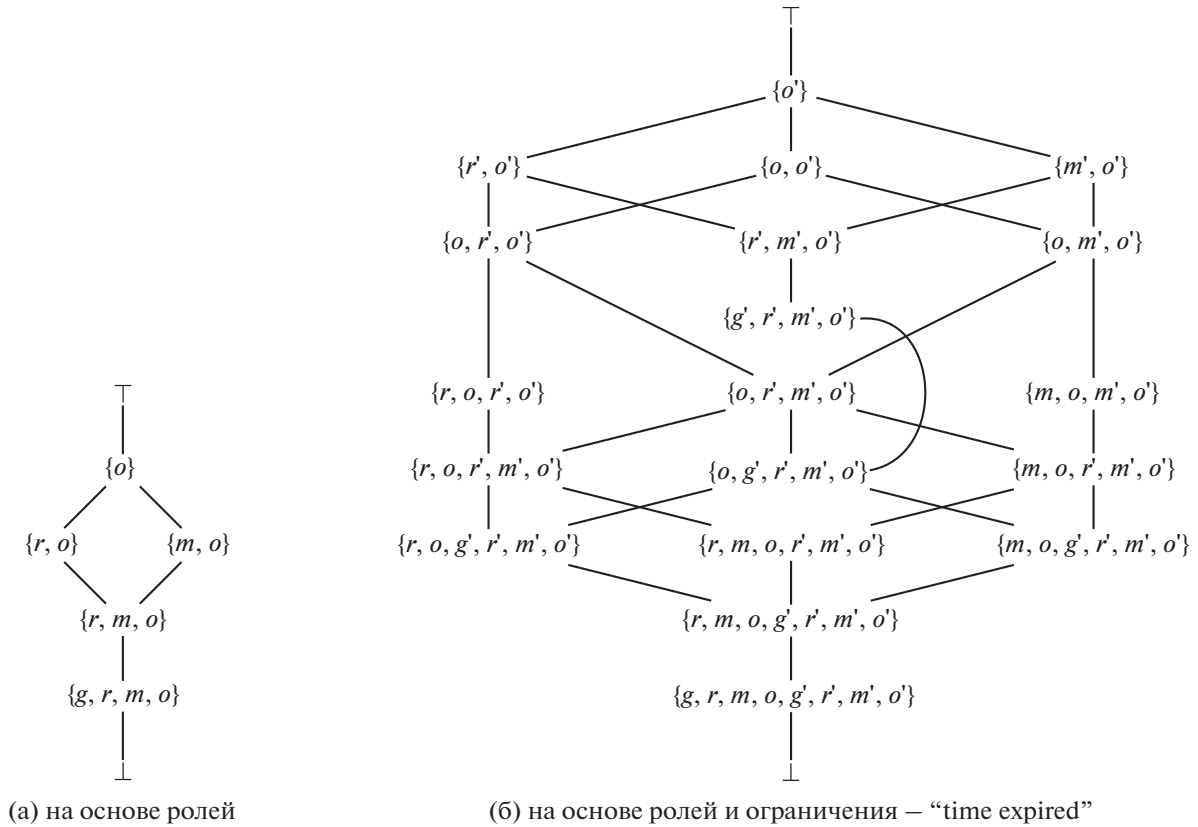 ⊤
{o}
{r, o} {m, o}
{r, m, o}
{g, r, m, o}
⊥
(а) на основе ролей
⊤
{o'}
{r', o'} {o, o'} {m', o'}
{o, r', o'} {r', m', o'} {o, m', o'}
{g', r', m', o'}
{r, o, r', o'} {o, r', m', o'} {m, o, m', o'}
{r, o, r', m', o'} {o, g', r', m', o'} {m, o, r', m', o'}
{r, o, g', r', m', o'} {r, m, o, r', m', o'} {m, o, g', r', m', o'}
{r, m, o, g', r', m', o'}
{g, r, m, o, g', r', m', o'}
⊥
(б) на основе ролей и ограничения – “time expired”